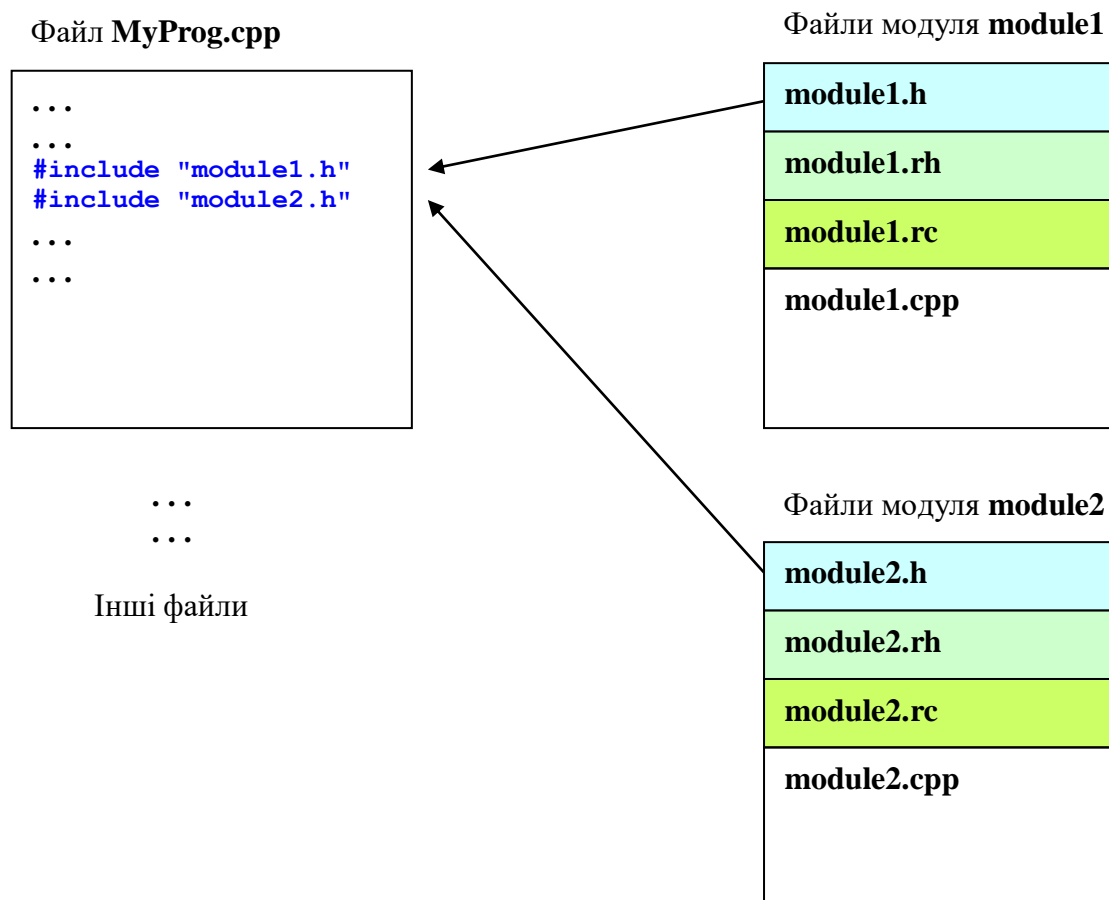 Файл MyProg.cpp
...
...
#include "module1.h"
#include "module2.h"
...
...
...
...
Інші файли
Файли модуля module1
module1.h
module1.rh
module1.rc
module1.cpp
Файли модуля module2
module2.h
module2.rh
module2.rc
module2.cpp